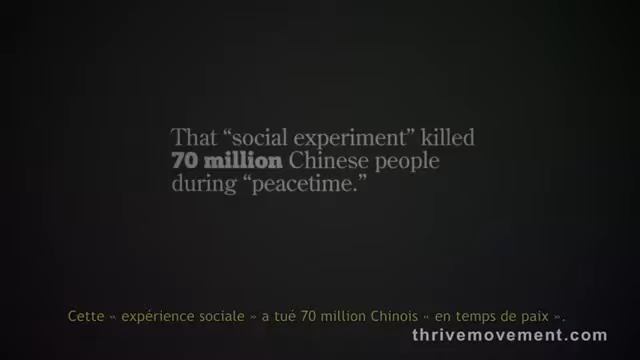 That “social experiment” killed
70 million Chinese people
during “peacetime.”
Cette « expérience sociale » a tué 70 million Chinois « en temps de paix ».
thrivemovement.com